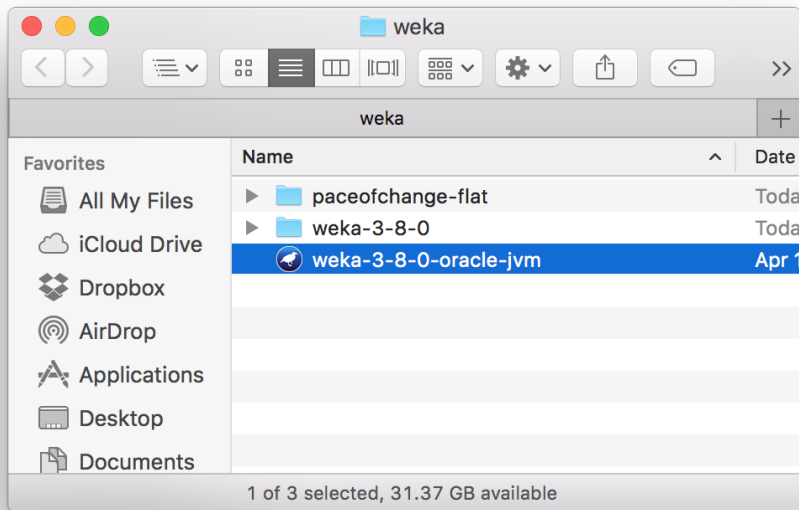 weka
weka
Favorites
All My Files
iCloud Drive
Dropbox
AirDrop
Applications
Desktop
Documents
Name Date
paceofchange-flat Toda
weka-3-8-0 Toda
weka-3-8-0-oracle-jvm Apr 1
1 of 3 selected, 31.37 GB available